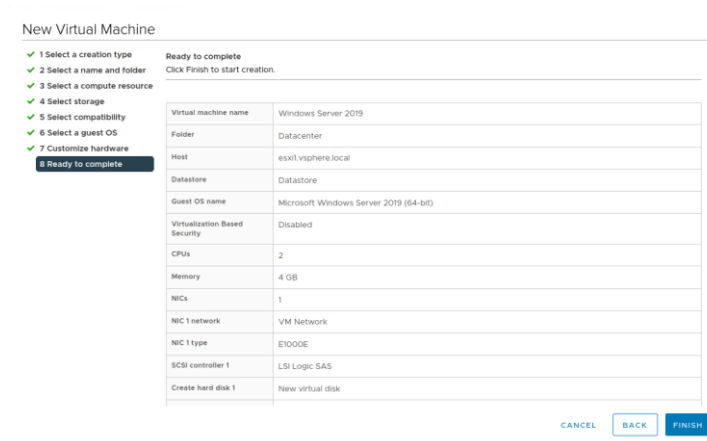 New Virtual Machine
1 Select a creation type
2 Select a name and folder
3 Select a compute resource
4 Select storage
5 Select compatibility
6 Select a guest OS
7 Customize hardware
8 Ready to complete
Ready to complete
Click Finish to start creation.
Virtual machine name Windows Server 2019
Folder Datacenter
Host esxi1.vsphere.local
Datastore Datastore
Guest OS name Microsoft Windows Server 2019 (64-bit)
Virtualization Based
Security Disabled
CPUs 2
Memory 4 GB
NICs 1
NIC 1 network VM Network
NIC 1 type E1000E
SCSI controller 1 LSI Logic SAS
Create hard disk 1 New virtual disk
CANCEL BACK FINISH